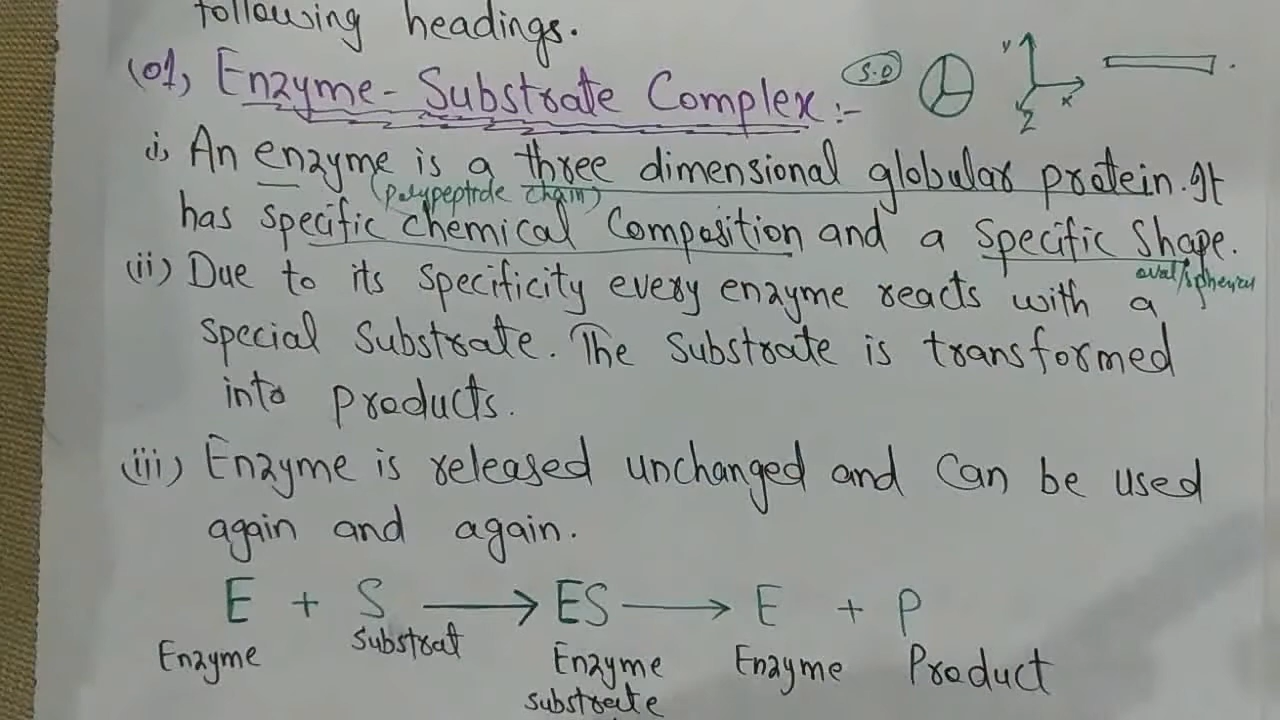 following headings.
(01) Enzyme-Substrate Complex:-
3.D
y
x
z
i, An enzyme is a three dimensional globular protein. It
(polypeptide chain)
has specific chemical Composition and a Specific Shape.
oval/spherical
(ii) Due to its specificity every enzyme reacts with a
special Substrate. The Substrate is transformed
into products.
(iii) Enzyme is released unchanged and Can be used
again and again.
E + S ⟶ ES ⟶ E + P
Enzyme Substrat Enzyme Enzyme Product
substrate